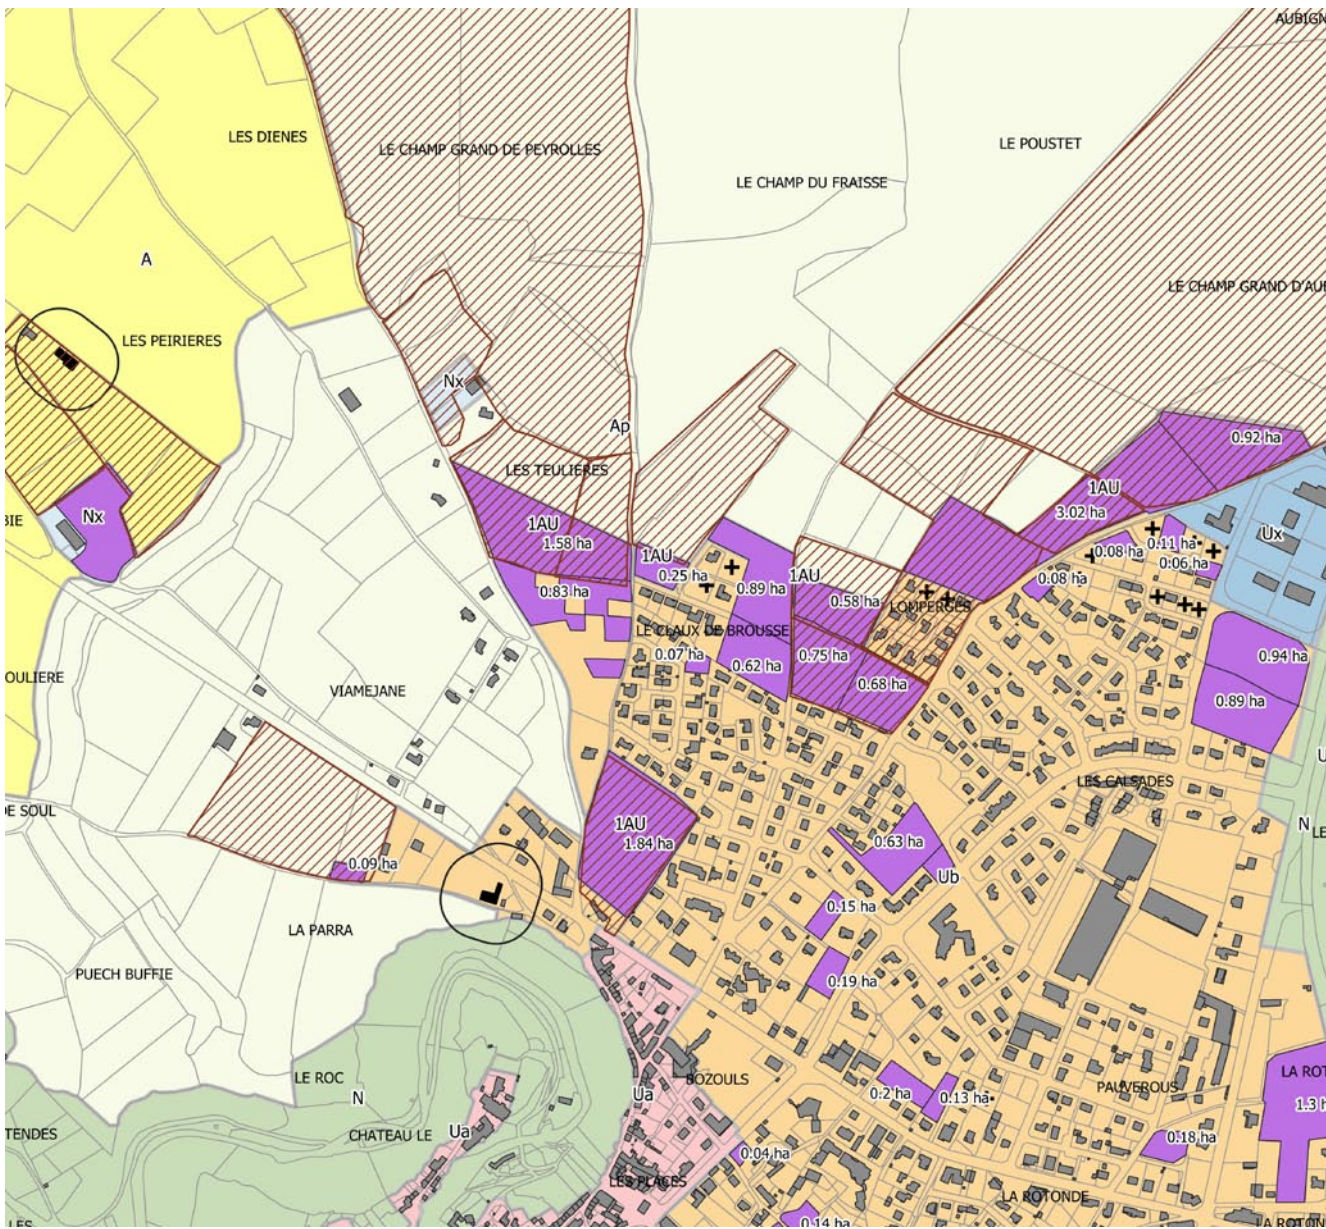 AUBIGN
LES DIENES
LE CHAMP GRAND DE PEYROLLES
LE POUSTET
LE CHAMP DU FRAISSE
A
LE CHAMP GRAND D'AUB
LES PEIRIERES
Nx
Ap
0.92 ha
LES TEULIERES
1AU
3.02 ha
BIE
Nx
1AU
1.58 ha
Ux
0.11 ha
0.08 ha
0.06 ha
1AU
0.25 ha
0.08 ha
1AU
0.89 ha
0.83 ha
0.58 ha
LOMPERGES
LE CLAUX DE BROUSSE
0.07 ha
0.62 ha
0.75 ha
0.94 ha
OULIERE
VIAMEJANE
0.68 ha
0.89 ha
U
LES CALSADES
DE SOUL
1AU
1.84 ha
N
LE
0.63 ha
0.09 ha
Ub
0.15 ha
LA PARRA
PUECH BUFFIE
0.19 ha
LE ROC
BOZOULS
LA ROT
PAUVEROUS
N
Ua
0.2 ha
0.13 ha
1.3 h
TENDES
CHATEAU LE
Ua
0.18 ha
0.04 ha
LES PLACES
LA ROTONDE
LES
0.14 ha
LA ROTON